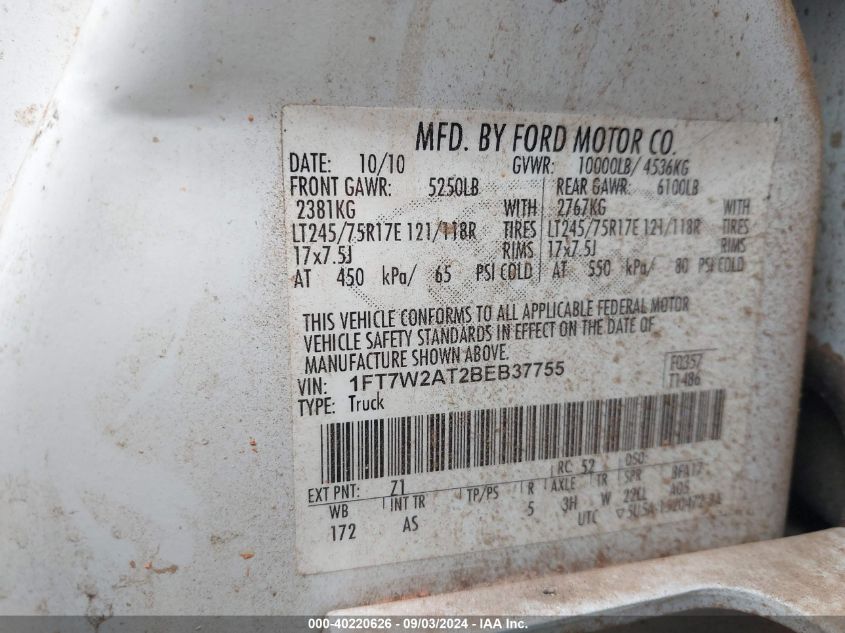 MFD. BY FORD MOTOR CO.
DATE: 10/10 GVWR: 10000LB/ 4536KG
FRONT GAWR: 5250LB REAR GAWR: 6100LB
2381KG WITH 2767KG WITH
LT245/75R17E 121/118R TIRES LT245/75R17E 121/118R TIRES
17x7.5J RIMS 17x7.5J RIMS
AT 450 kPa/ 65 PSI COLD AT 550 kPa/ 80 PSI COLD
THIS VEHICLE CONFORMS TO ALL APPLICABLE FEDERAL MOTOR
VEHICLE SAFETY STANDARDS IN EFFECT ON THE DATE OF
MANUFACTURE SHOWN ABOVE.
VIN: 1FT7W2AT2BEB37755 F0357
TYPE: Truck T1486
RC: 52 DSO:
EXT PNT: Z1
WB INT TR TP/PS R AXLE TR SPR
172 AS 5 3H W
UTC
000-40220626 - 09/03/2024 - IAA Inc.